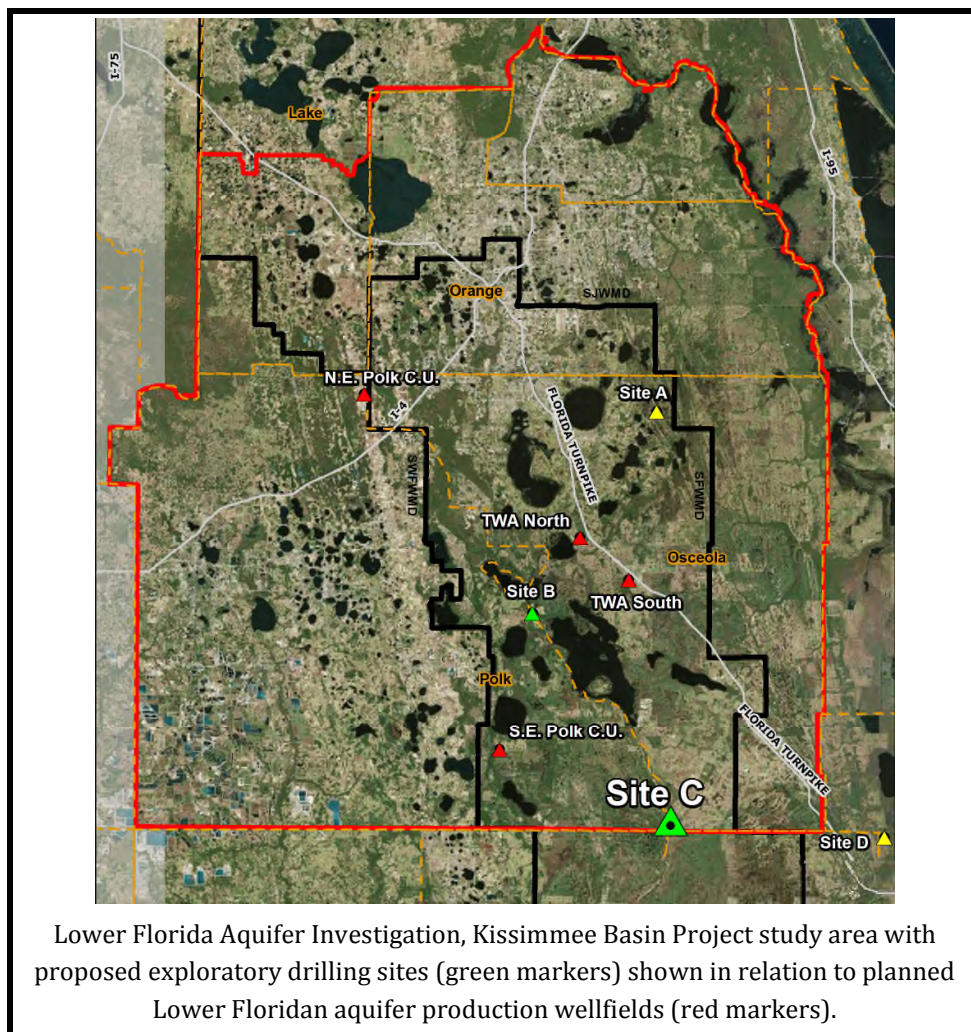 I-75
Lake
I-95
Orange
SJWMD
N.E. Polk C.U.
Site A
I-4
FLORIDA TURNPIKE
SWFWMD
SFWMD
TWA North
Osceola
Site B
TWA South
Polk
S.E. Polk C.U.
FLORIDA TURNPIKE
Site C
Site D
Lower Florida Aquifer Investigation, Kissimmee Basin Project study area with
proposed exploratory drilling sites (green markers) shown in relation to planned
Lower Floridan aquifer production wellfields (red markers).